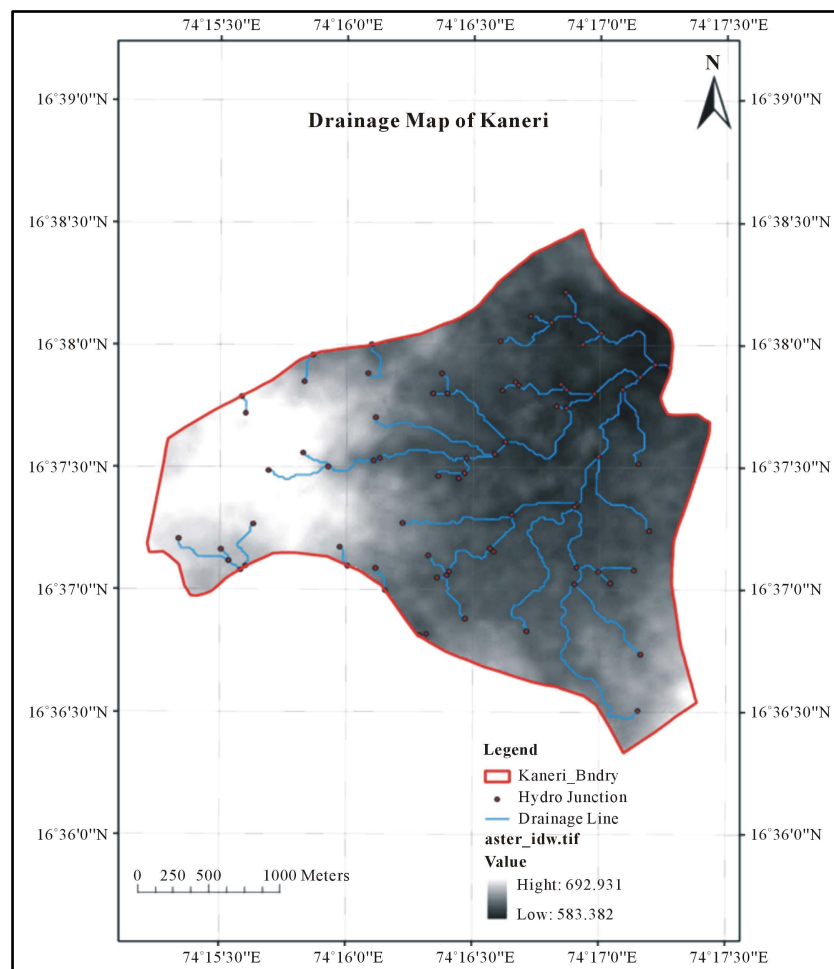 74°15'30"E 74°16'0"E 74°16'30"E 74°17'0"E 74°17'30"E
N
16°39'0"N 16°39'0"N
Drainage Map of Kaneri
16°38'30"N 16°38'30"N
16°38'0"N 16°38'0"N
16°37'30"N 16°37'30"N
16°37'0"N 16°37'0"N
16°36'30"N 16°36'30"N
Legend
Kaneri_Bndry
Hydro Junction
Drainage Line
16°36'0"N 16°36'0"N
aster_idw.tif
Value
0 250 500 1000 Meters
Hight: 692.931
Low: 583.382
74°15'30"E 74°16'0"E 74°16'30"E 74°17'0"E 74°17'30"E